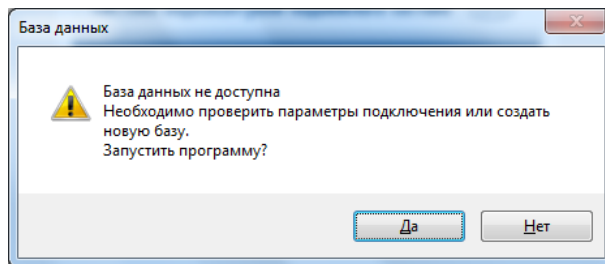 База данных
База данных не доступна
Необходимо проверить параметры подключения или создать
новую базу.
Запустить программу?
Да
Нет